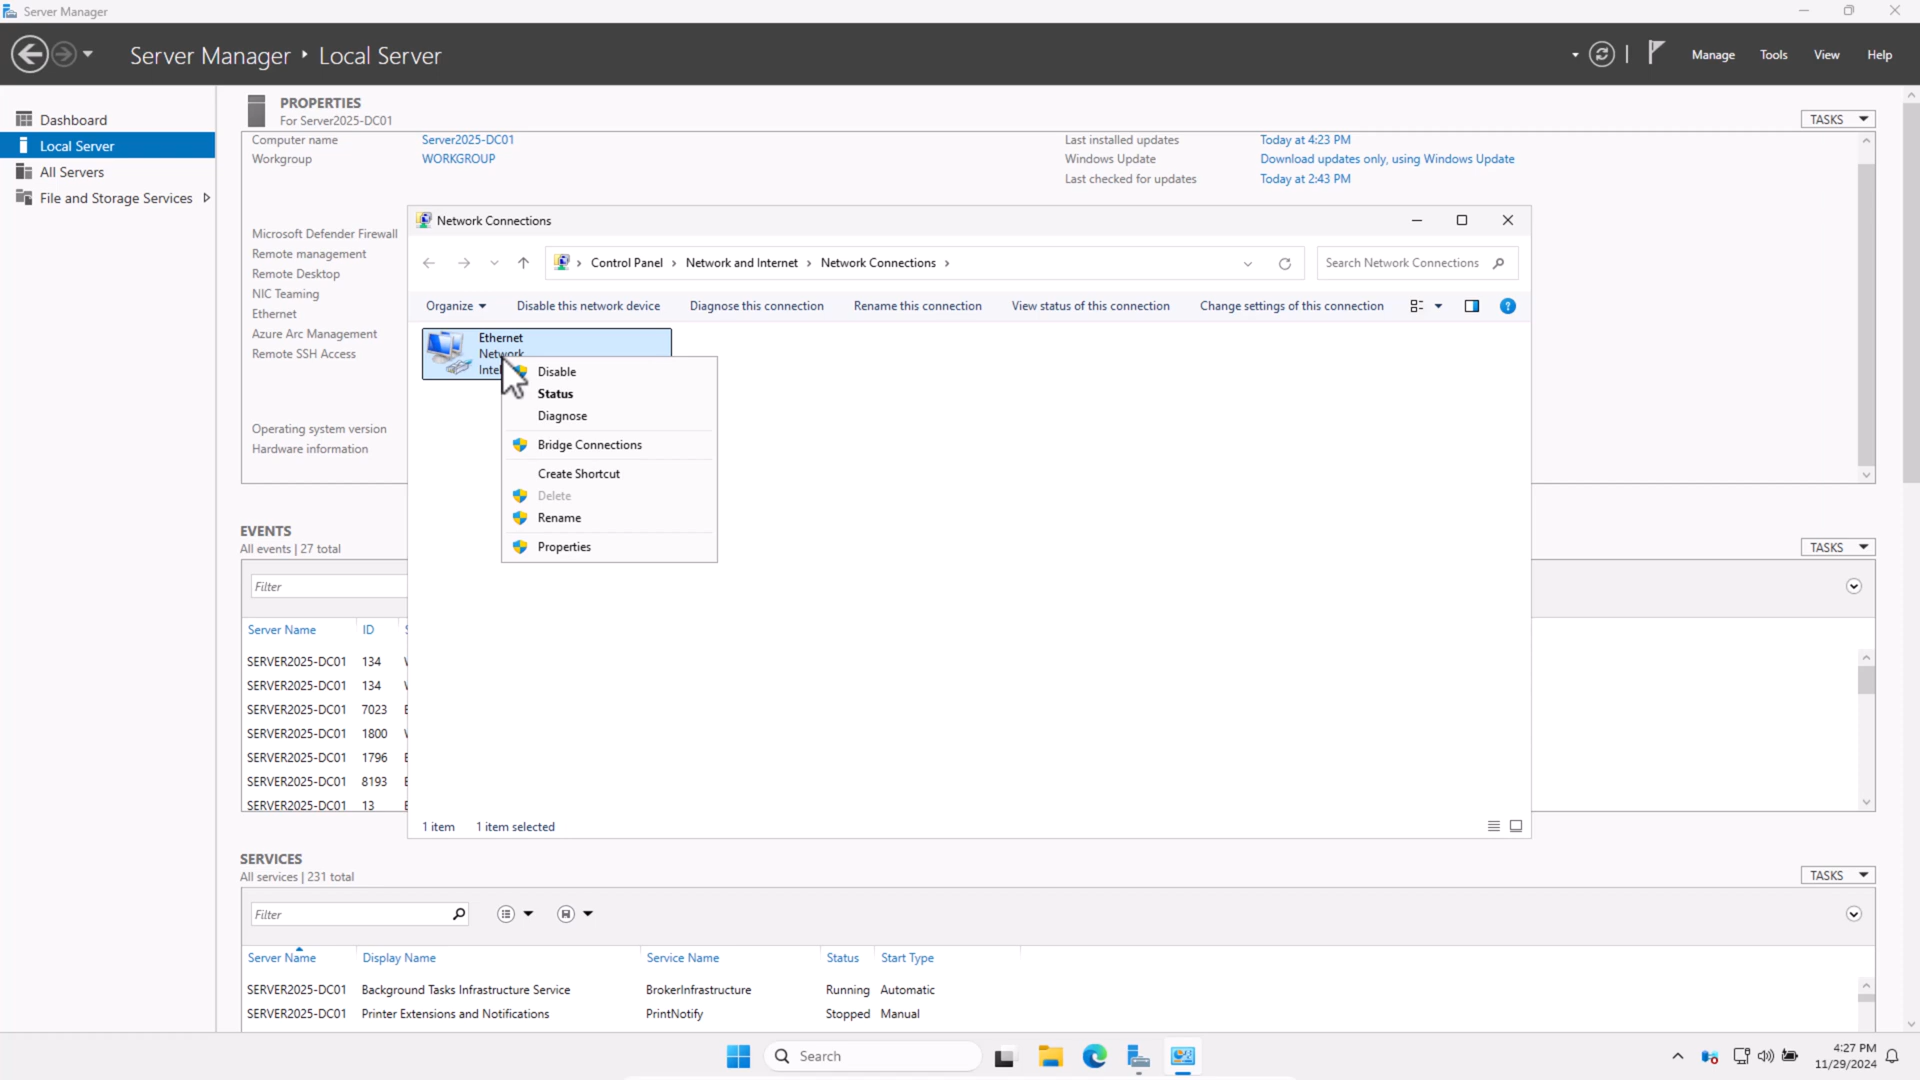 Server Manager
Server Manager ‣ Local Server
Manage Tools View Help
Dashboard
Local Server
All Servers
File and Storage Services
PROPERTIES
For Server2025-DC01
TASKS
Computer name Server2025-DC01 Last installed updates Today at 4:23 PM
Workgroup WORKGROUP Windows Update Download updates only, using Windows Update
Last checked for updates Today at 2:43 PM
Microsoft Defender Firewall
Remote management
Remote Desktop
NIC Teaming
Ethernet
Azure Arc Management
Remote SSH Access
Operating system version
Hardware information
Network Connections
Control Panel › Network and Internet › Network Connections ›
Search Network Connections
Organize Disable this network device Diagnose this connection Rename this connection View status of this connection Change settings of this connection
Ethernet
Network
Disable
Status
Diagnose
Bridge Connections
Create Shortcut
Delete
Rename
Properties
1 item 1 item selected
EVENTS
All events | 27 total
TASKS
Filter
Server Name ID
SERVER2025-DC01 134
SERVER2025-DC01 134
SERVER2025-DC01 7023
SERVER2025-DC01 1800
SERVER2025-DC01 1796
SERVER2025-DC01 8193
SERVER2025-DC01 13
SERVICES
All services | 231 total
TASKS
Filter
Server Name Display Name Service Name Status Start Type
SERVER2025-DC01 Background Tasks Infrastructure Service BrokerInfrastructure Running Automatic
SERVER2025-DC01 Printer Extensions and Notifications PrintNotify Stopped Manual
Search
4:27 PM
11/29/2024